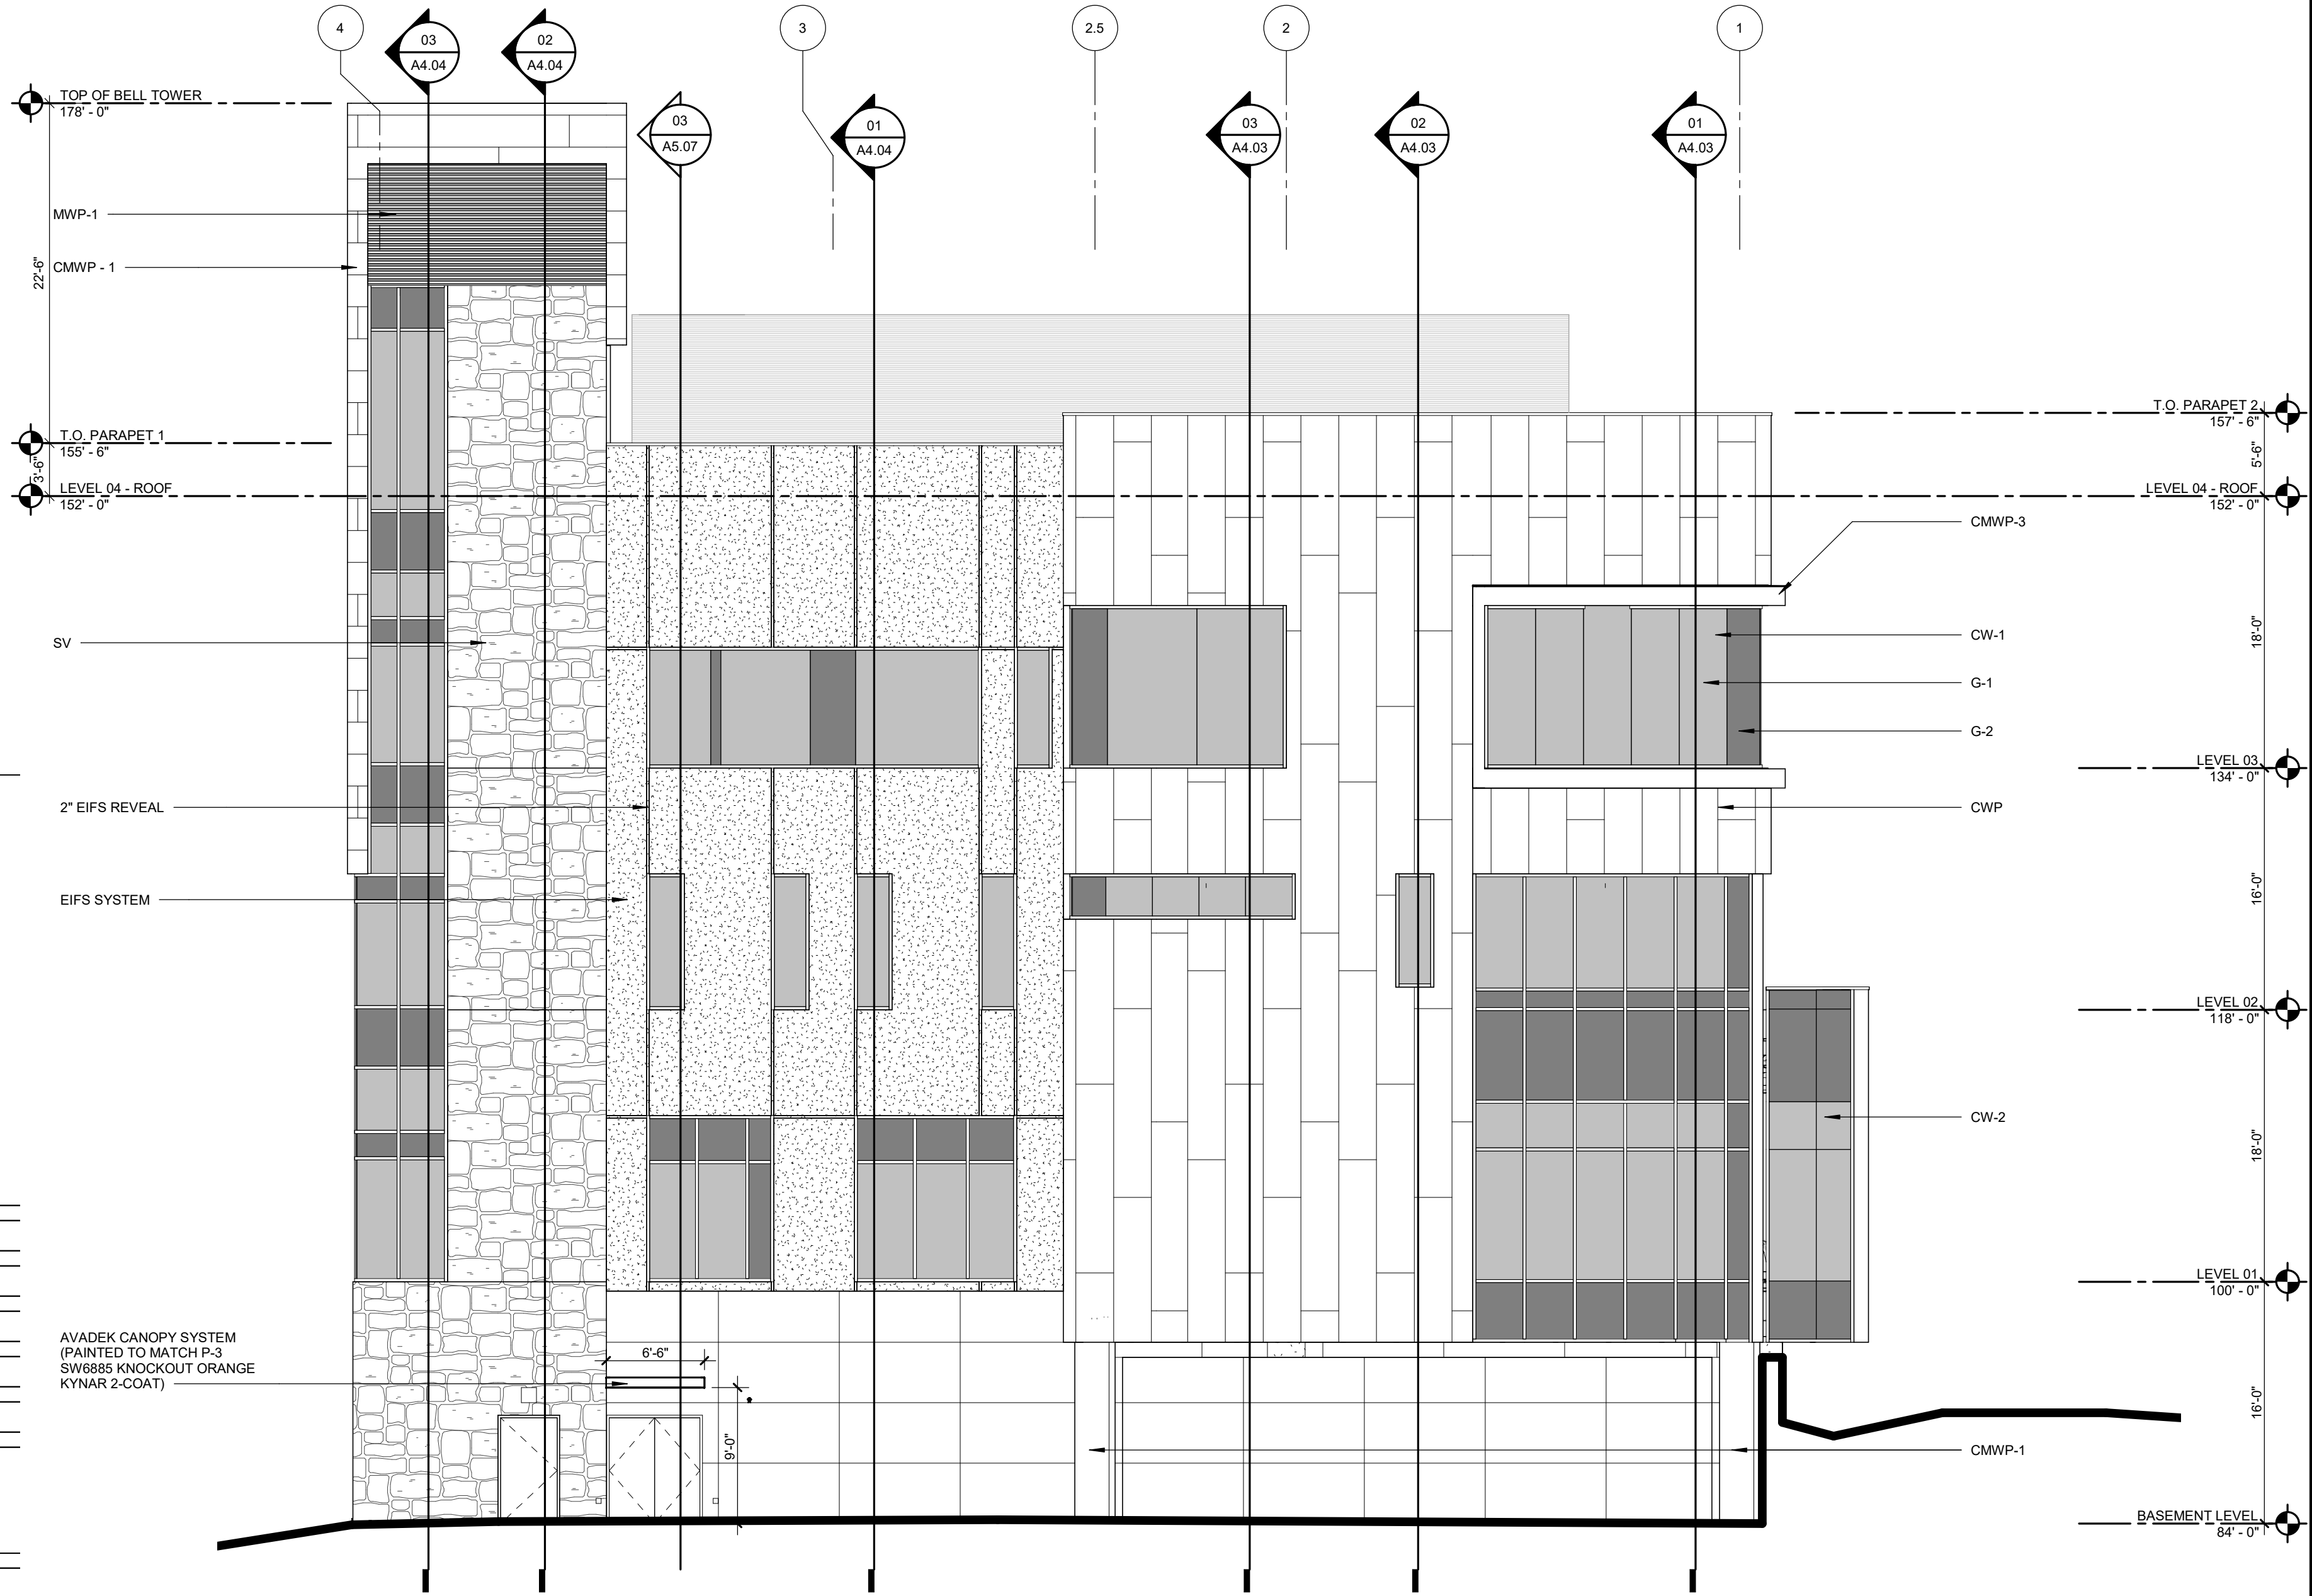 4
3
2.5
2
1
03
A4.04
02
A4.04
03
A5.07
01
A4.04
03
A4.03
02
A4.03
01
A4.03
TOP OF BELL TOWER
178' - 0"
MWP-1
22'-6"
CMWP - 1
T.O. PARAPET 1
155' - 6"
3'-6"
LEVEL 04 - ROOF
152' - 0"
SV
2" EIFS REVEAL
EIFS SYSTEM
AVADEK CANOPY SYSTEM
(PAINTED TO MATCH P-3
SW6885 KNOCKOUT ORANGE
KYNAR 2-COAT)
6'-6"
9'-0"
T.O. PARAPET 2
157' - 6"
5'-6"
LEVEL 04 - ROOF
152' - 0"
CMWP-3
CW-1
18'-0"
G-1
G-2
LEVEL 03
134' - 0"
CWP
16'-0"
LEVEL 02
118' - 0"
CW-2
18'-0"
LEVEL 01
100' - 0"
16'-0"
CMWP-1
BASEMENT LEVEL
84' - 0"